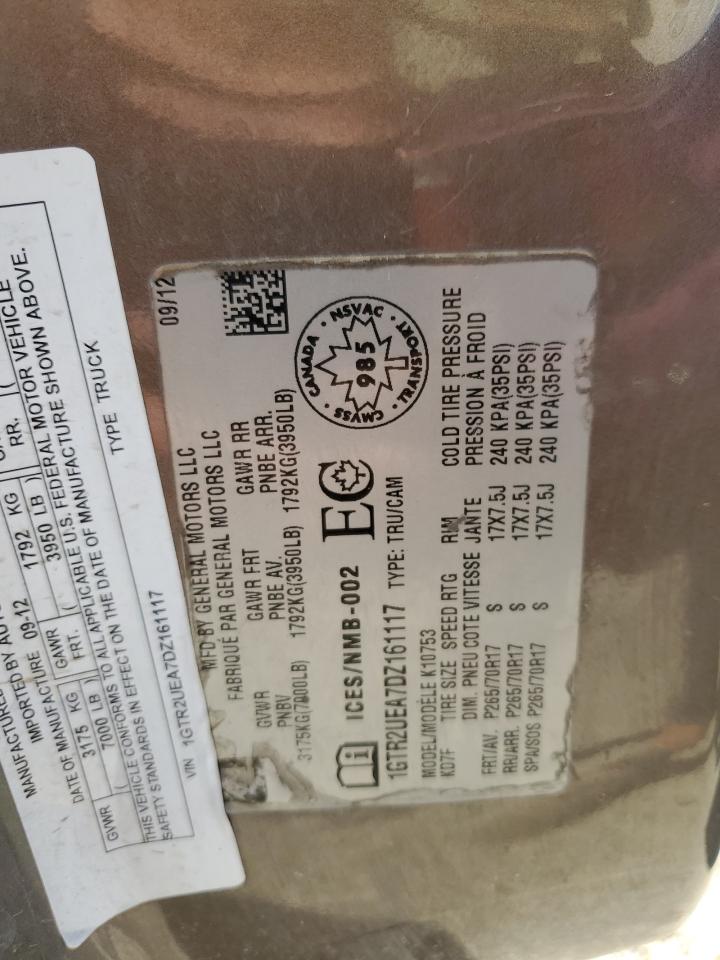 MANUFACTURED BY AUTO
IMPORTED 09-12
DATE OF MANUFACTURE
GVWR 3175 KG GAWR 1792 KG
( 7000 LB ) FRT. ( 3950 LB ) RR. (
THIS VEHICLE CONFORMS TO ALL APPLICABLE U.S. FEDERAL MOTOR VEHICLE
SAFETY STANDARDS IN EFFECT ON THE DATE OF MANUFACTURE SHOWN ABOVE.
VIN 1GTR2UEA7DZ161117 TYPE TRUCK
MFD BY GENERAL MOTORS LLC 09/12
FABRIQUÉ PAR GENERAL MOTORS LLC
GVWR GAWR FRT GAWR RR
PNBV PNBE AV. PNBE ARR.
3175KG(7000LB) 1792KG(3950LB) 1792KG(3950LB)
ICES/NMB-002 EC
CANADA · NSVAC · TRANSPORT · CMVSS ·
985
1GTR2UEA7DZ161117 TYPE: TRU/CAM
MODEL/MODÈLE K10753
KD7F TIRE SIZE SPEED RTG RIM COLD TIRE PRESSURE
DIM. PNEU COTE VITESSE JANTE PRESSION À FROID
FRT/AV. P265/70R17 S 17X7.5J 240 KPA(35PSI)
RR/ARR. P265/70R17 S 17X7.5J 240 KPA(35PSI)
SPA/SOS P265/70R17 S 17X7.5J 240 KPA(35PSI)